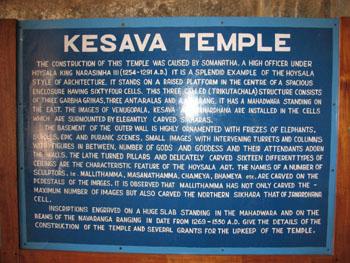 KESAVA TEMPLE
THE CONSTRUCTION OF THIS TEMPLE WAS CAUSED BY SOMANATHA, A HIGH OFFICER UNDER
HOYSALA KING NARASIMHA III (1254-1291 A.D.) IT IS A SPLENDID EXAMPLE OF THE HOYSALA
STYLE OF ARCHITECTURE. IT STANDS ON A RAISED PLATFORM IN THE CENTRE OF A SPACIOUS
ENCLOSURE HAVING SIXTYFOUR CELLS. THIS THREE CELLED (TRIKUTACHALA) STRUCTURE CONSISTS
OF THREE GARBHA GRIHAS, THREE ANTARALAS AND A IT HAS A MAHADWARA STANDING ON
THE EAST. THE IMAGES OF VENUGOPALA, KESAVA ARE INSTALLED IN THE CELLS
WHICH ARE SURMOUNTED BY ELEGANTLY CARVED SIKHARAS.
THE BASEMENT OF THE OUTER WALL IS HIGHLY ORNAMENTED WITH FRIEZES OF ELEPHANTS,
SCROLLS, EPIC AND PURANIC SCENES, SMALL IMAGES WITH INTERVENING TURRETS AND COLUMNS
WITH FIGURES IN BETWEEN, NUMBER OF GODS AND GODDESS AND THEIR ATTENDANTS ADORN
THE WALLS. THE LATHE TURNED PILLARS AND DELICATELY CARVED SIXTEEN DIFFERENT TYPES OF
CEILINGS ARE THE CHARACTERISTIC FEATURE OF THE HOYSALA ART. THE NAMES OF A NUMBER OF
SCULPTORS, i.e. MALLITHAMMA, MASANATHAMMA, CHAMEYA, BHAMEYA etc. ARE CARVED ON THE
PEDESTALS OF THE IMAGES. IT IS OBSERVED THAT MALLITHAMMA HAS NOT ONLY CARVED THE -
MAXIMUM NUMBER OF IMAGES BUT ALSO CARVED THE NORTHERN SIKHARA THAT OF JANARDHANA
CELL.
INSCRIPTIONS ENGRAVED ON A HUGE SLAB STANDING IN THE MAHADWARA AND ON THE
BEAMS OF THE NAVARANGA RANGING IN DATE FROM 1269-1550 A.D. GIVE THE DETAILS OF THE
CONSTRUCTION OF THE TEMPLE AND SEVERAL GRANTS FOR THE UPKEEP OF THE TEMPLE.